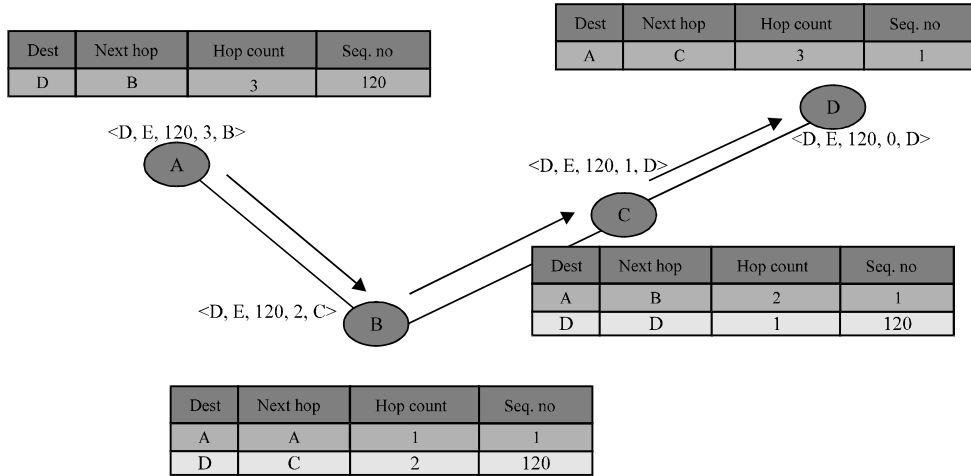 Dest Next hop Hop count Seq. no
A C 3 1
Dest Next hop Hop count Seq. no
D B 3 120
D
<D, E, 120, 3, B>
<D, E, 120, 0, D>
A
<D, E, 120, 1, D>
C
Dest Next hop Hop count Seq. no
A B 2 1
D D 1 120
<D, E, 120, 2, C>
B
Dest Next hop Hop count Seq. no
A A 1 1
D C 2 120